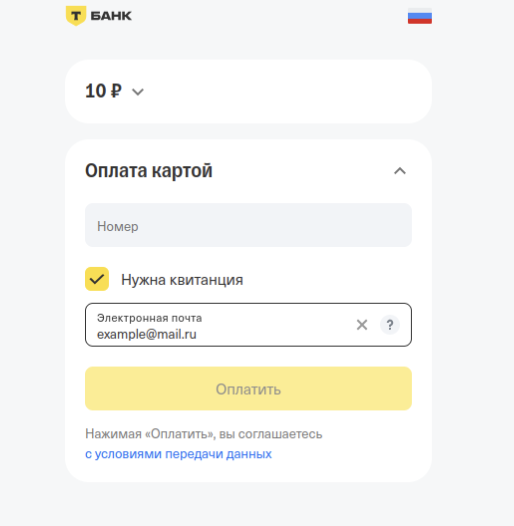 Т БАНК
10 ₽
Оплата картой
Номер
Нужна квитанция
Электронная почта
example@mail.ru
?
Оплатить
Нажимая «Оплатить», вы соглашаетесь
с условиями передачи данных